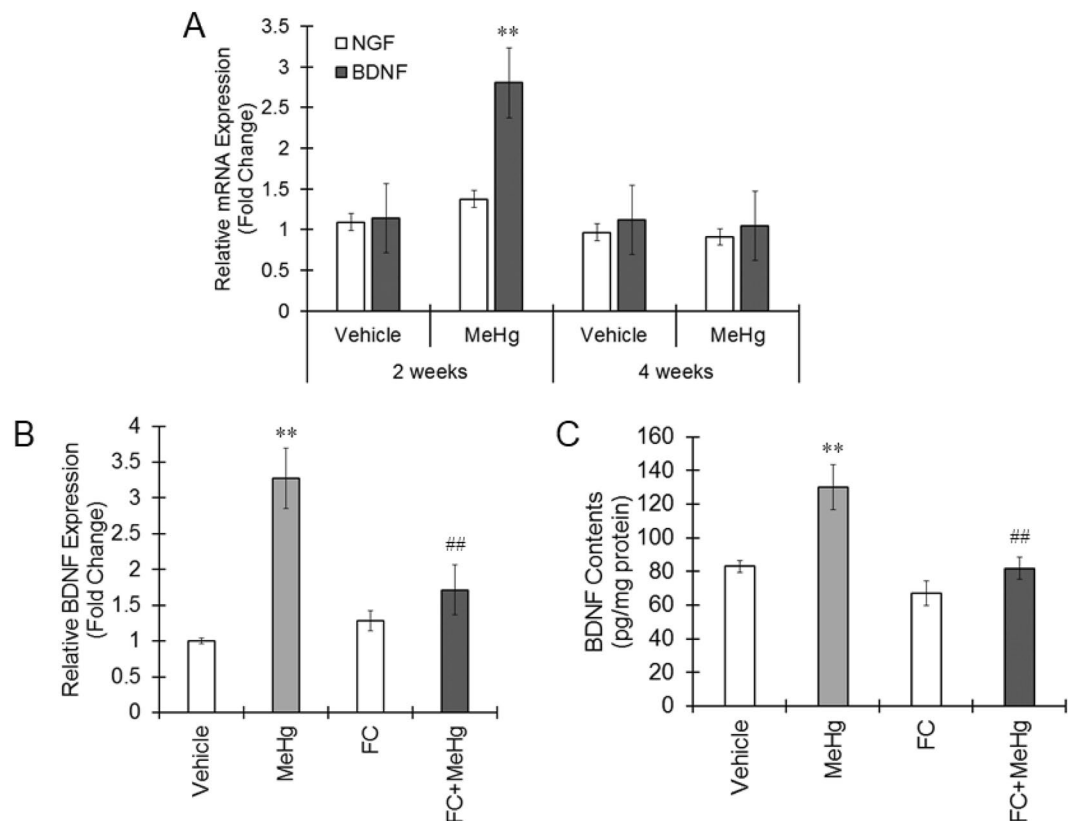 A
Relative mRNA Expression
(Fold Change)
3.5
3
2.5
2
1.5
1
0.5
0
NGF
BDNF
**
Vehicle
MeHg
Vehicle
MeHg
2 weeks
4 weeks
B
Relative BDNF Expression
(Fold Change)
4
3.5
3
2.5
2
1.5
1
0.5
0
**
##
Vehicle
MeHg
FC
FC+MeHg
C
BDNF Contents
(pg/mg protein)
160
140
120
100
80
60
40
20
0
**
##
Vehicle
MeHg
FC
FC+MeHg